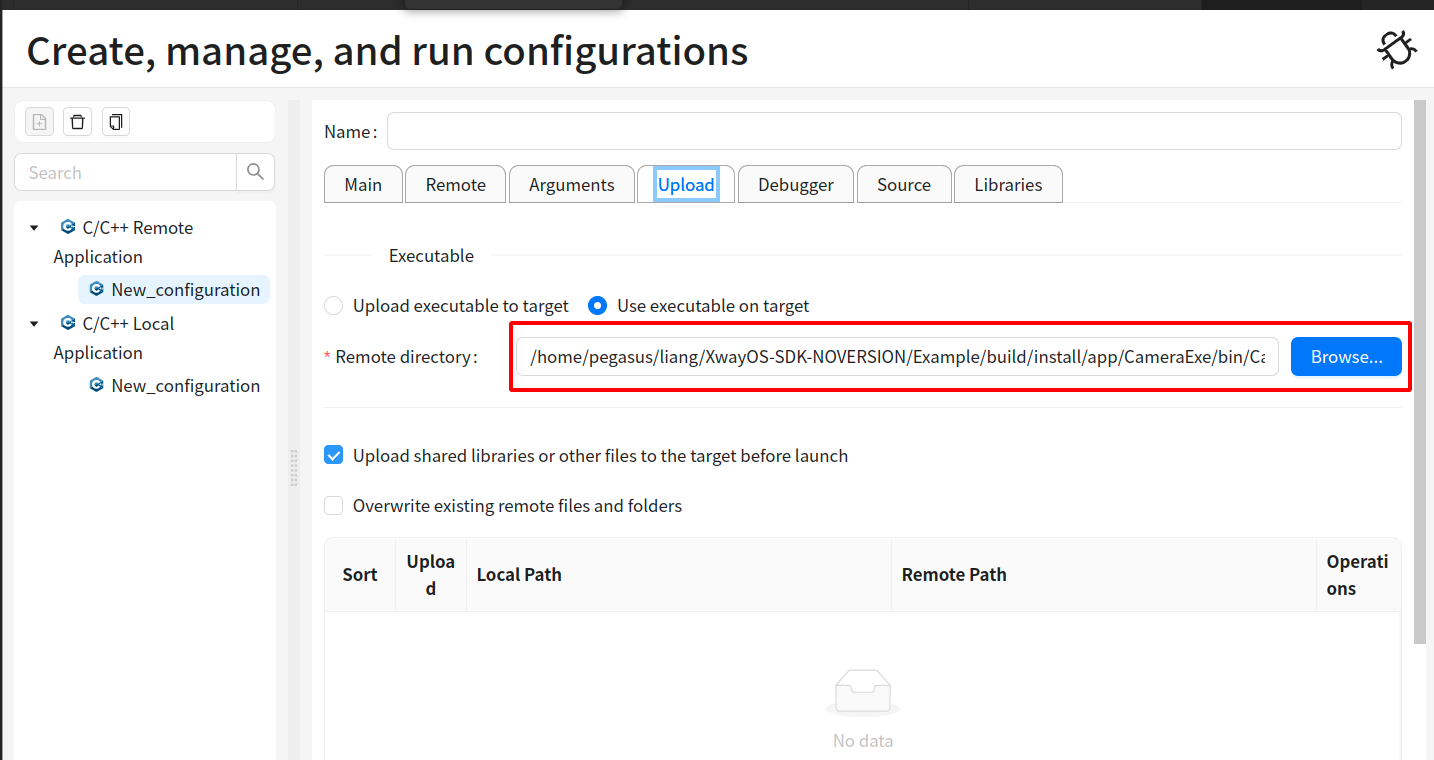 Create, manage, and run configurations
Search
C/C++ Remote
Application
New_configuration
C/C++ Local
Application
New_configuration
Name :
Main Remote Arguments Upload Debugger Source Libraries
Executable
Upload executable to target Use executable on target
* Remote directory : /home/pegasus/liang/XwayOS-SDK-NOVERSION/Example/build/install/app/CameraExe/bin/Ca Browse...
Upload shared libraries or other files to the target before launch
Overwrite existing remote files and folders
Sort Uploa
d Local Path Remote Path Operati
ons
No data